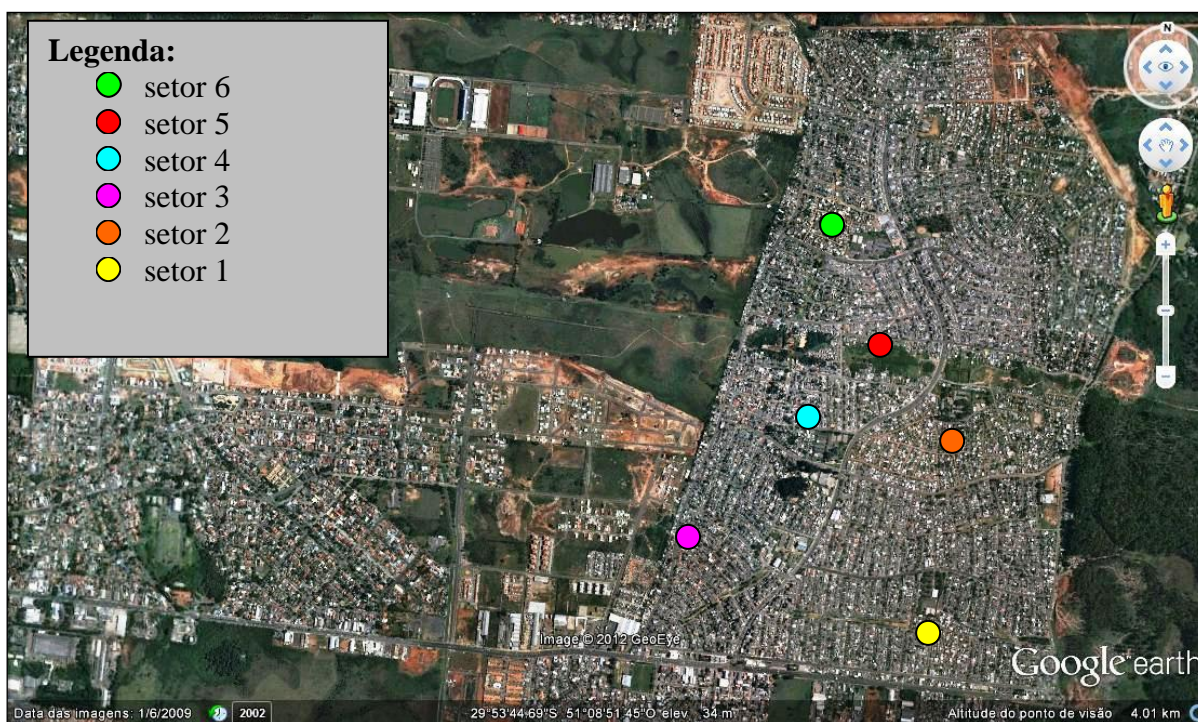 Legenda:
setor 6
setor 5
setor 4
setor 3
setor 2
setor 1
N
Image © 2012 GeoEye
Google earth
Data das imagens: 1/6/2009 2002 29°53'44.69"S 51°08'51.45"O elev 34 m Altitude do ponto de visão 4.01 km